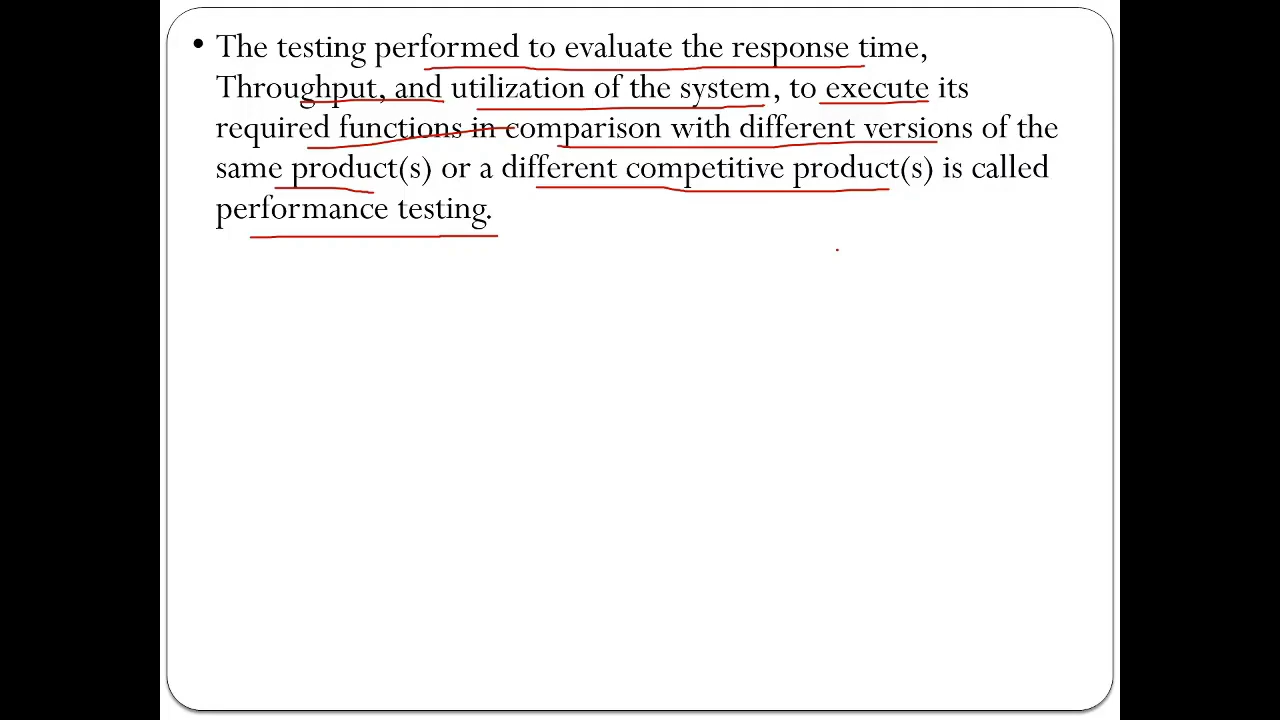 • The testing performed to evaluate the response time,
Throughput, and utilization of the system, to execute its
required functions in comparison with different versions of the
same product(s) or a different competitive product(s) is called
performance testing.